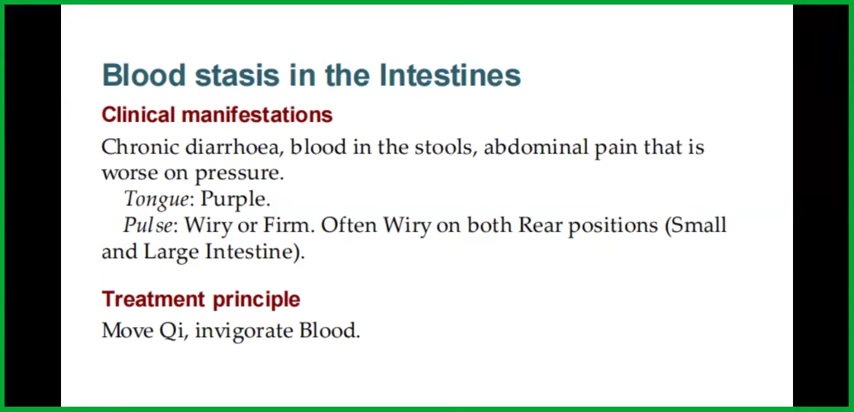 Blood stasis in the Intestines
Clinical manifestations
Chronic diarrhoea, blood in the stools, abdominal pain that is
worse on pressure.
Tongue: Purple.
Pulse: Wiry or Firm. Often Wiry on both Rear positions (Small
and Large Intestine).
Treatment principle
Move Qi, invigorate Blood.